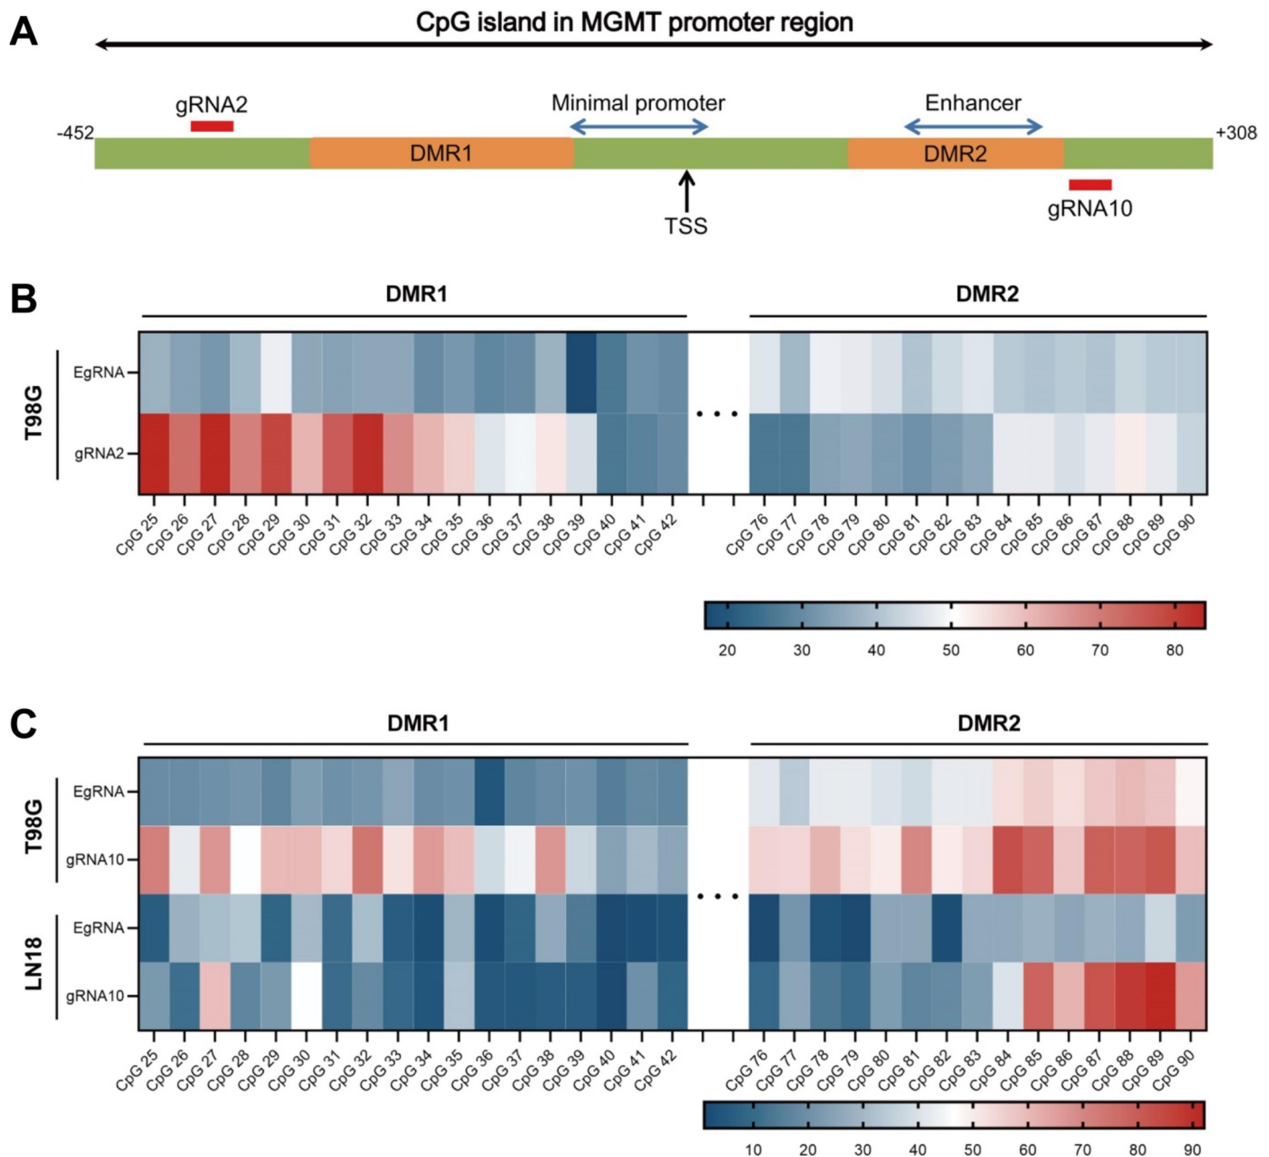 A
CpG island in MGMT promoter region
gRNA2
Minimal promoter
Enhancer
-452
+308
DMR1
DMR2
TSS
gRNA10
B
DMR1
DMR2
T98G
EgRNA
gRNA2
...
CpG 25 CpG 26 CpG 27 CpG 28 CpG 29 CpG 30 CpG 31 CpG 32 CpG 33 CpG 34 CpG 35 CpG 36 CpG 37 CpG 38 CpG 39 CpG 40 CpG 41 CpG 42 CpG 76 CpG 77 CpG 78 CpG 79 CpG 80 CpG 81 CpG 82 CpG 83 CpG 84 CpG 85 CpG 86 CpG 87 CpG 88 CpG 89 CpG 90
20 30 40 50 60 70 80
C
DMR1
DMR2
T98G
EgRNA
gRNA10
...
LN18
EgRNA
gRNA10
CpG 25 CpG 26 CpG 27 CpG 28 CpG 29 CpG 30 CpG 31 CpG 32 CpG 33 CpG 34 CpG 35 CpG 36 CpG 37 CpG 38 CpG 39 CpG 40 CpG 41 CpG 42 CpG 76 CpG 77 CpG 78 CpG 79 CpG 80 CpG 81 CpG 82 CpG 83 CpG 84 CpG 85 CpG 86 CpG 87 CpG 88 CpG 89 CpG 90
10 20 30 40 50 60 70 80 90